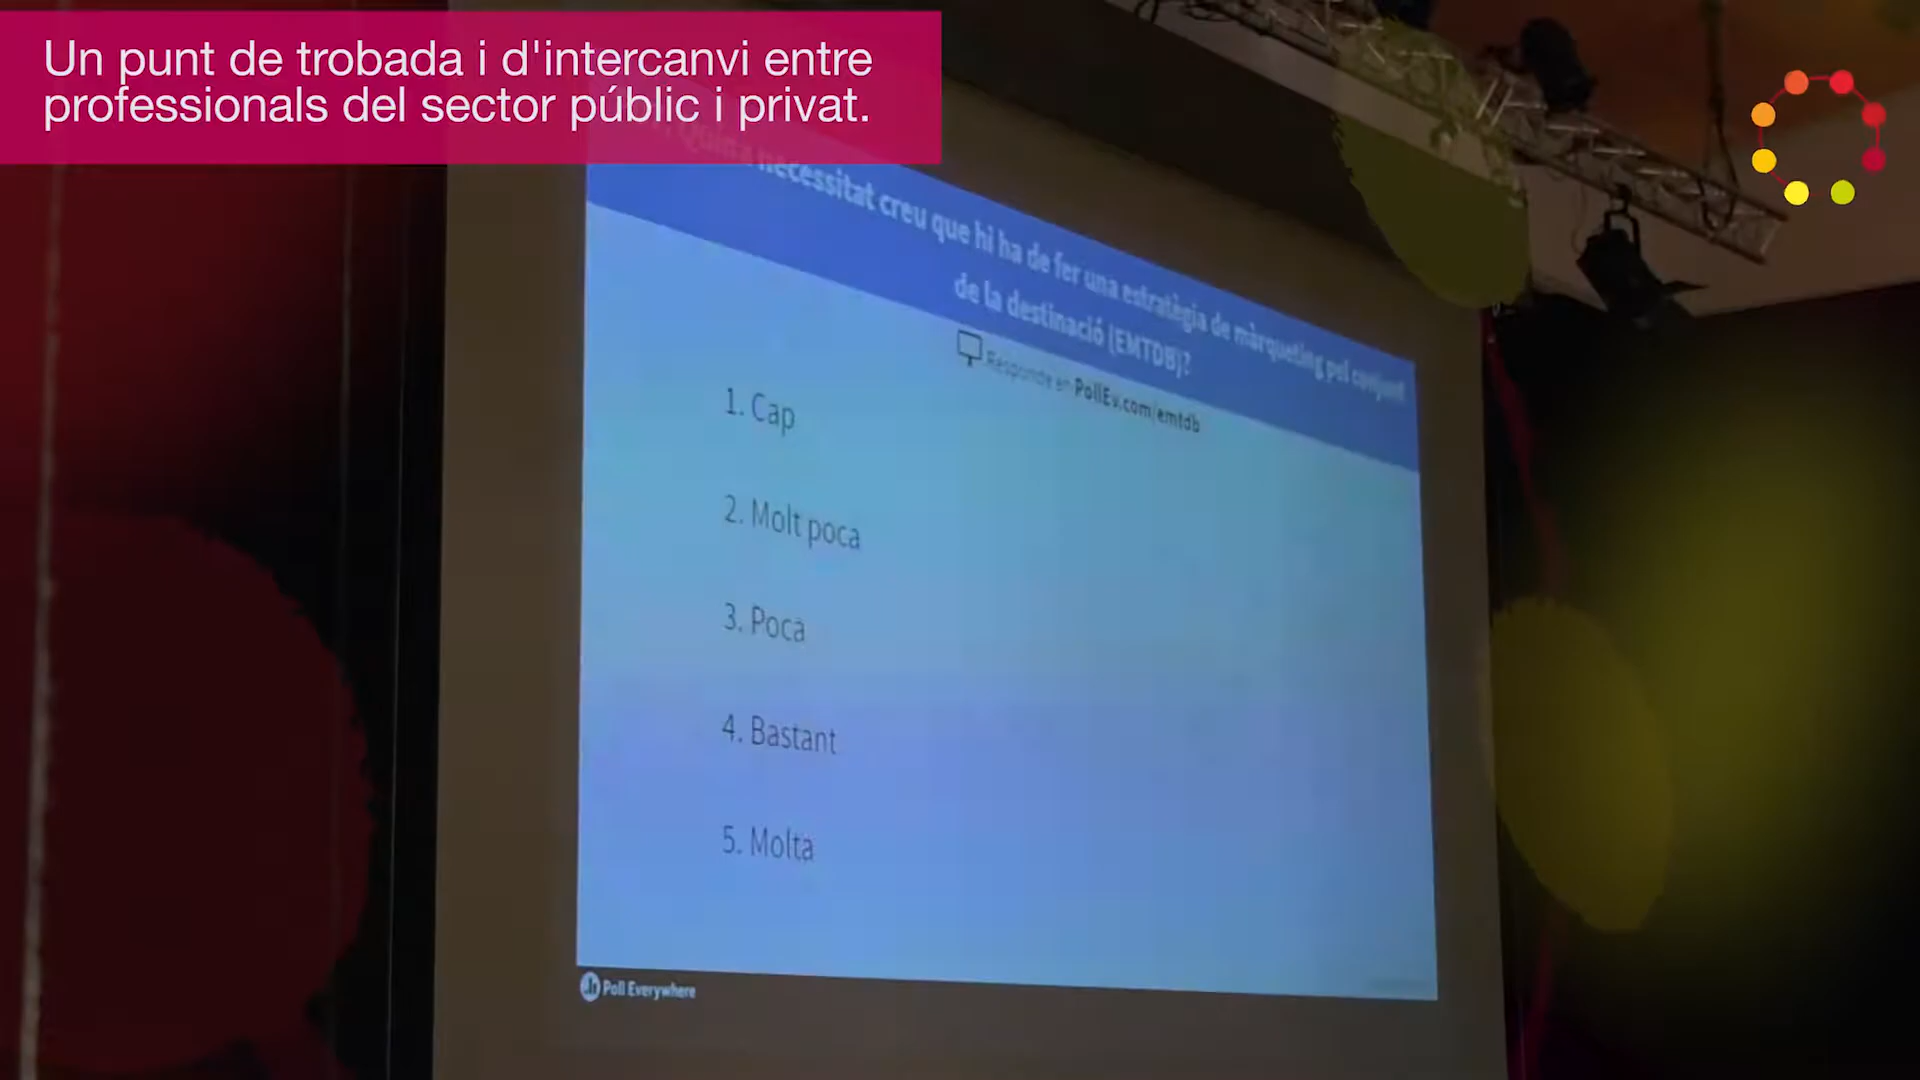 Un punt de trobada i d'intercanvi entre
professionals del sector públic i privat.
Quina necessitat creu que hi ha de fer una estratègia de màrqueting pel conjunt
de la destinació (EMTDB)?
Responde en PollEv.com/emtdb
1. Cap
2. Molt poca
3. Poca
4. Bastant
5. Molta
Poll Everywhere